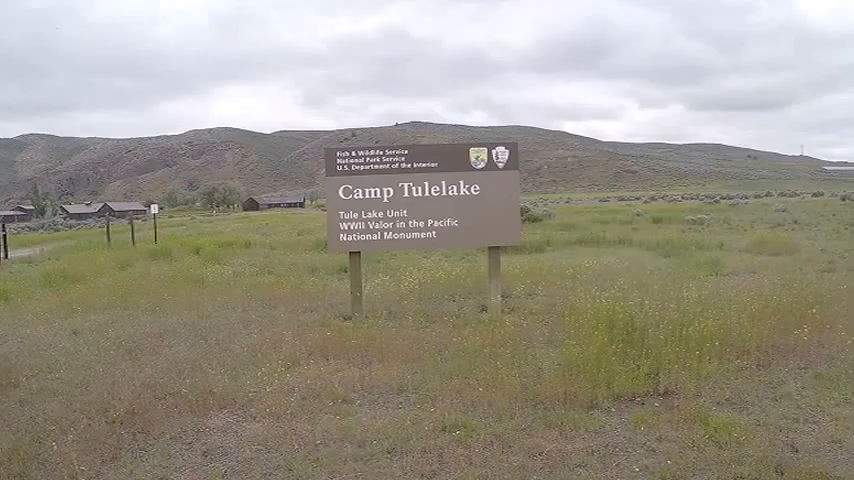 Fish & Wildlife Service
National Park Service
U.S. Department of the Interior
Camp Tulelake
Tule Lake Unit
WWII Valor in the Pacific
National Monument